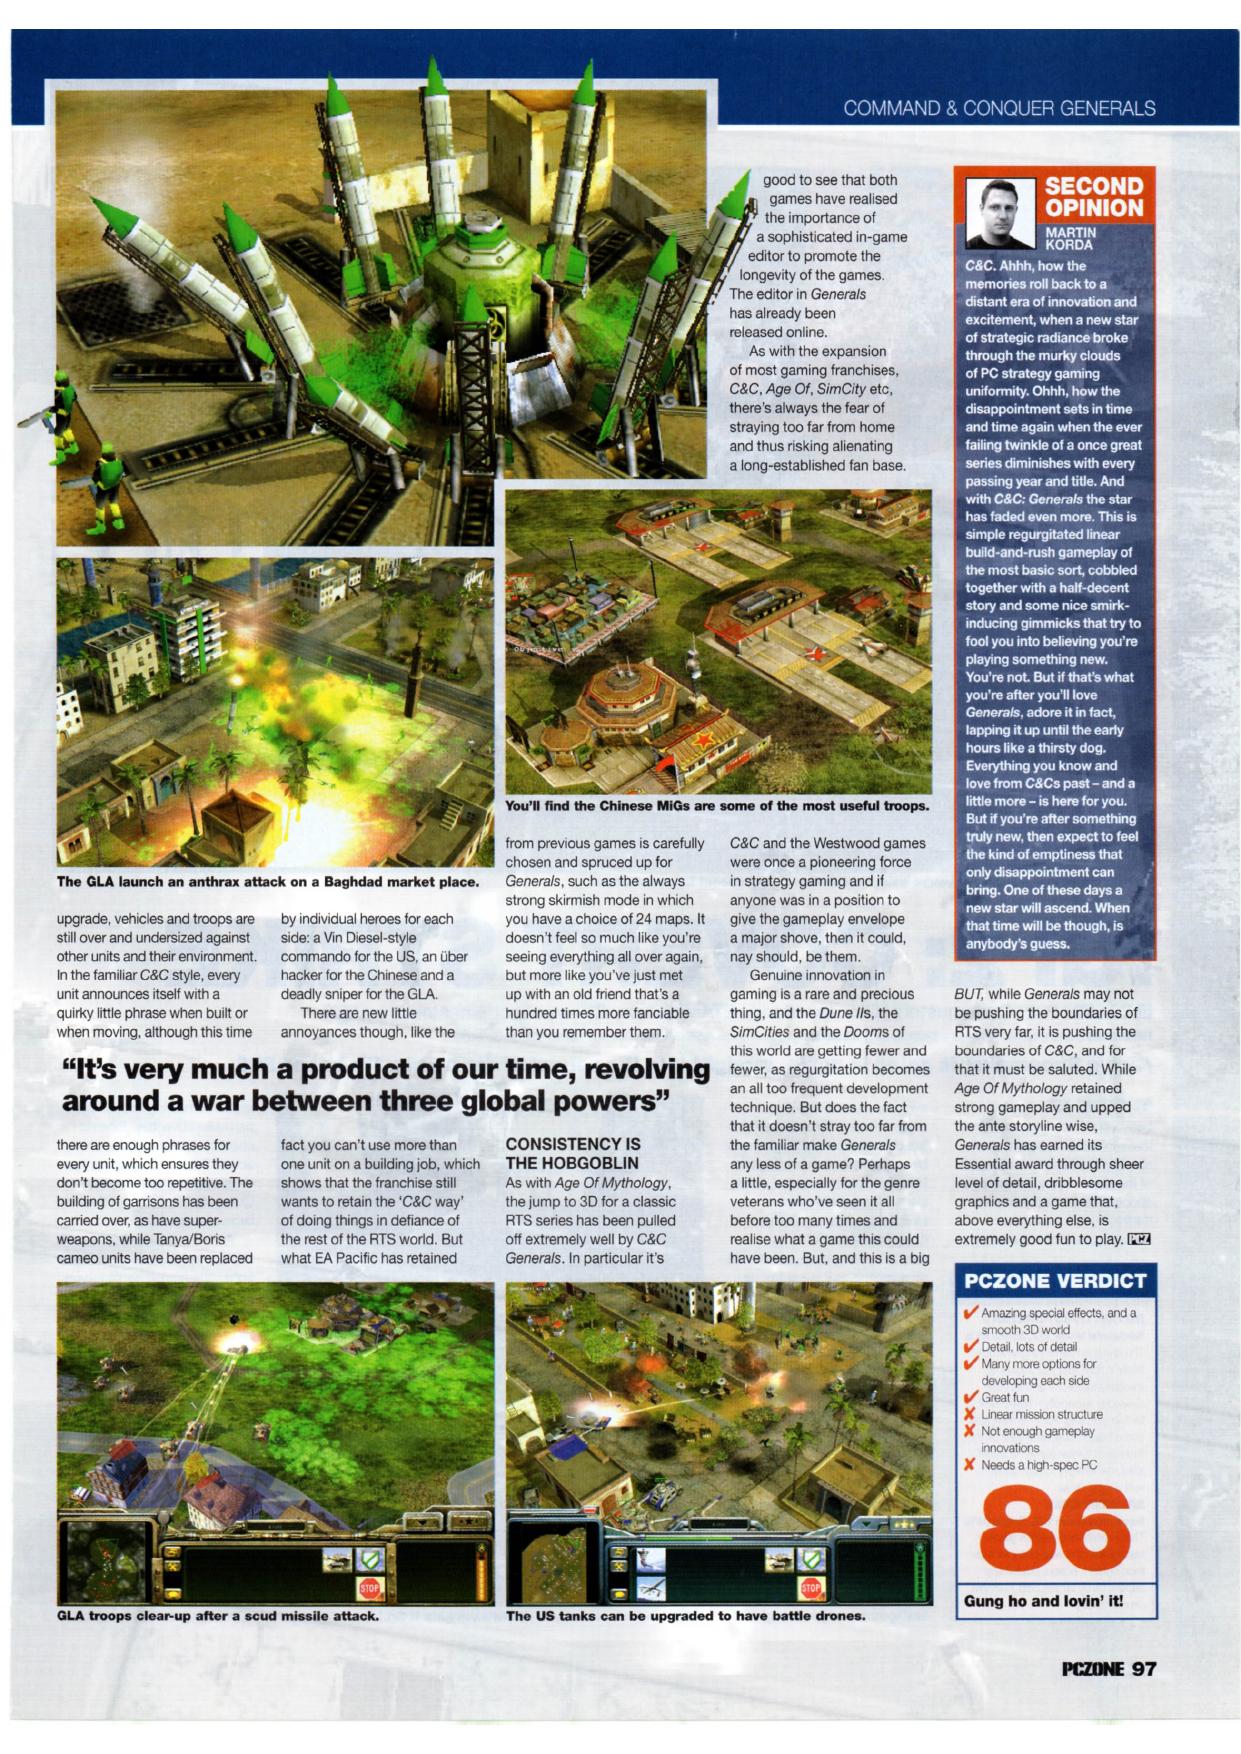 COMMAND & CONQUER GENERALS
The GLA launch an anthrax attack on a Baghdad market place.
upgrade, vehicles and troops are
still over and undersized against
other units and their environment.
In the familiar C&C style, every
unit announces itself with a
quirky little phrase when built or
when moving, although this time
"It's very much a product of our time, revolving
around a war between three global powers"
there are enough phrases for
every unit, which ensures they
don't become too repetitive. The
building of garrisons has been
carried over, as have super-
weapons, while Tanya/Boris
cameo units have been replaced
by individual heroes for each
side: a Vin Diesel-style
commando for the US, an über
hacker for the Chinese and a
deadly sniper for the GLA.
There are new little
annoyances though, like the
fact you can't use more than
one unit on a building job, which
shows that the franchise still
wants to retain the 'C&C way'
of doing things in defiance of
the rest of the RTS world. But
what EA Pacific has retained
You'll find the Chinese MiGs are some of the most useful troops.
from previous games is carefully
chosen and spruced up for
Generals, such as the always
strong skirmish mode in which
you have a choice of 24 maps. It
doesn't feel so much like you're
seeing everything all over again,
but more like you've just met
up with an old friend that's a
hundred times more fanciable
than you remember them.
CONSISTENCY IS
THE HOBGOBLIN
As with Age Of Mythology,
the jump to 3D for a classic
RTS series has been pulled
off extremely well by C&C
Generals. In particular it's
good to see that both
games have realised
the importance of
a sophisticated in-game
editor to promote the
longevity of the games.
The editor in Generals
has already been
released online.
As with the expansion
of most gaming franchises,
C&C, Age Of, SimCity etc,
there's always the fear of
straying too far from home
and thus risking alienating
a long-established fan base.
C&C and the Westwood games
were once a pioneering force
in strategy gaming and if
anyone was in a position to
give the gameplay envelope
a major shove, then it could,
nay should, be them.
Genuine innovation in
gaming is a rare and precious
thing, and the Dune IIs, the
SimCities and the Dooms of
this world are getting fewer and
fewer, as regurgitation becomes
an all too frequent development
technique. But does the fact
that it doesn't stray too far from
the familiar make Generals
any less of a game? Perhaps
a little, especially for the genre
veterans who've seen it all
before too many times and
realise what a game this could
have been. But, and this is a big
BUT, while Generals may not
be pushing the boundaries of
RTS very far, it is pushing the
boundaries of C&C, and for
that it must be saluted. While
Age Of Mythology retained
strong gameplay and upped
the ante storyline wise,
Generals has earned its
Essential award through sheer
level of detail, dribblesome
graphics and a game that,
above everything else, is
extremely good fun to play. PCZ
SECOND
OPINION
MARTIN
KORDA
C&C. Ahhh, how the
memories roll back to a
distant era of innovation and
excitement, when a new star
of strategic radiance broke
through the murky clouds
of PC strategy gaming
uniformity. Ohhh, how the
disappointment sets in time
and time again when the ever
failing twinkle of a once great
series diminishes with every
passing year and title. And
with C&C: Generals the star
has faded even more. This is
simple regurgitated linear
build-and-rush gameplay of
the most basic sort, cobbled
together with a half-decent
story and some nice smirk-
inducing gimmicks that try to
fool you into believing you're
playing something new.
You're not. But if that's what
you're after you'll love
Generals, adore it in fact,
lapping it up until the early
hours like a thirsty dog.
Everything you know and
love from C&Cs past – and a
little more – is here for you.
But if you're after something
truly new, then expect to feel
the kind of emptiness that
only disappointment can
bring. One of these days a
new star will ascend. When
that time will be though, is
anybody's guess.
STOP
GLA troops clear-up after a scud missile attack.
STOP
The US tanks can be upgraded to have battle drones.
PCZONE VERDICT
✔ Amazing special effects, and a
smooth 3D world
✔ Detail, lots of detail
✔ Many more options for
developing each side
✔ Great fun
✘ Linear mission structure
✘ Not enough gameplay
innovations
✘ Needs a high-spec PC
86
Gung ho and lovin' it!
PCZONE 97